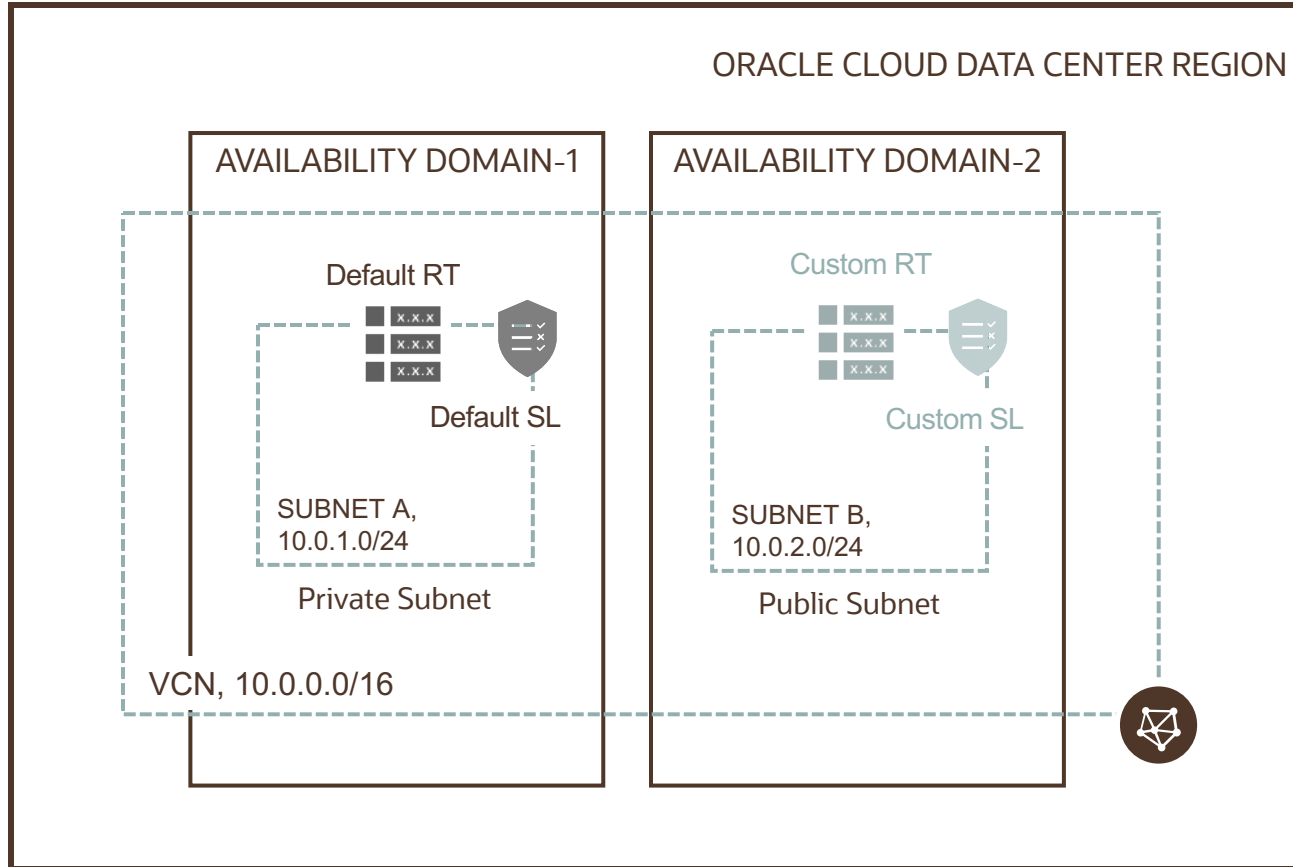 ORACLE CLOUD DATA CENTER REGION
AVAILABILITY DOMAIN-1
Default RT
x.x.x
x.x.x
x.x.x
Default SL
SUBNET A,
10.0.1.0/24
Private Subnet
AVAILABILITY DOMAIN-2
Custom RT
x.x.x
x.x.x
x.x.x
Custom SL
SUBNET B,
10.0.2.0/24
Public Subnet
VCN, 10.0.0.0/16